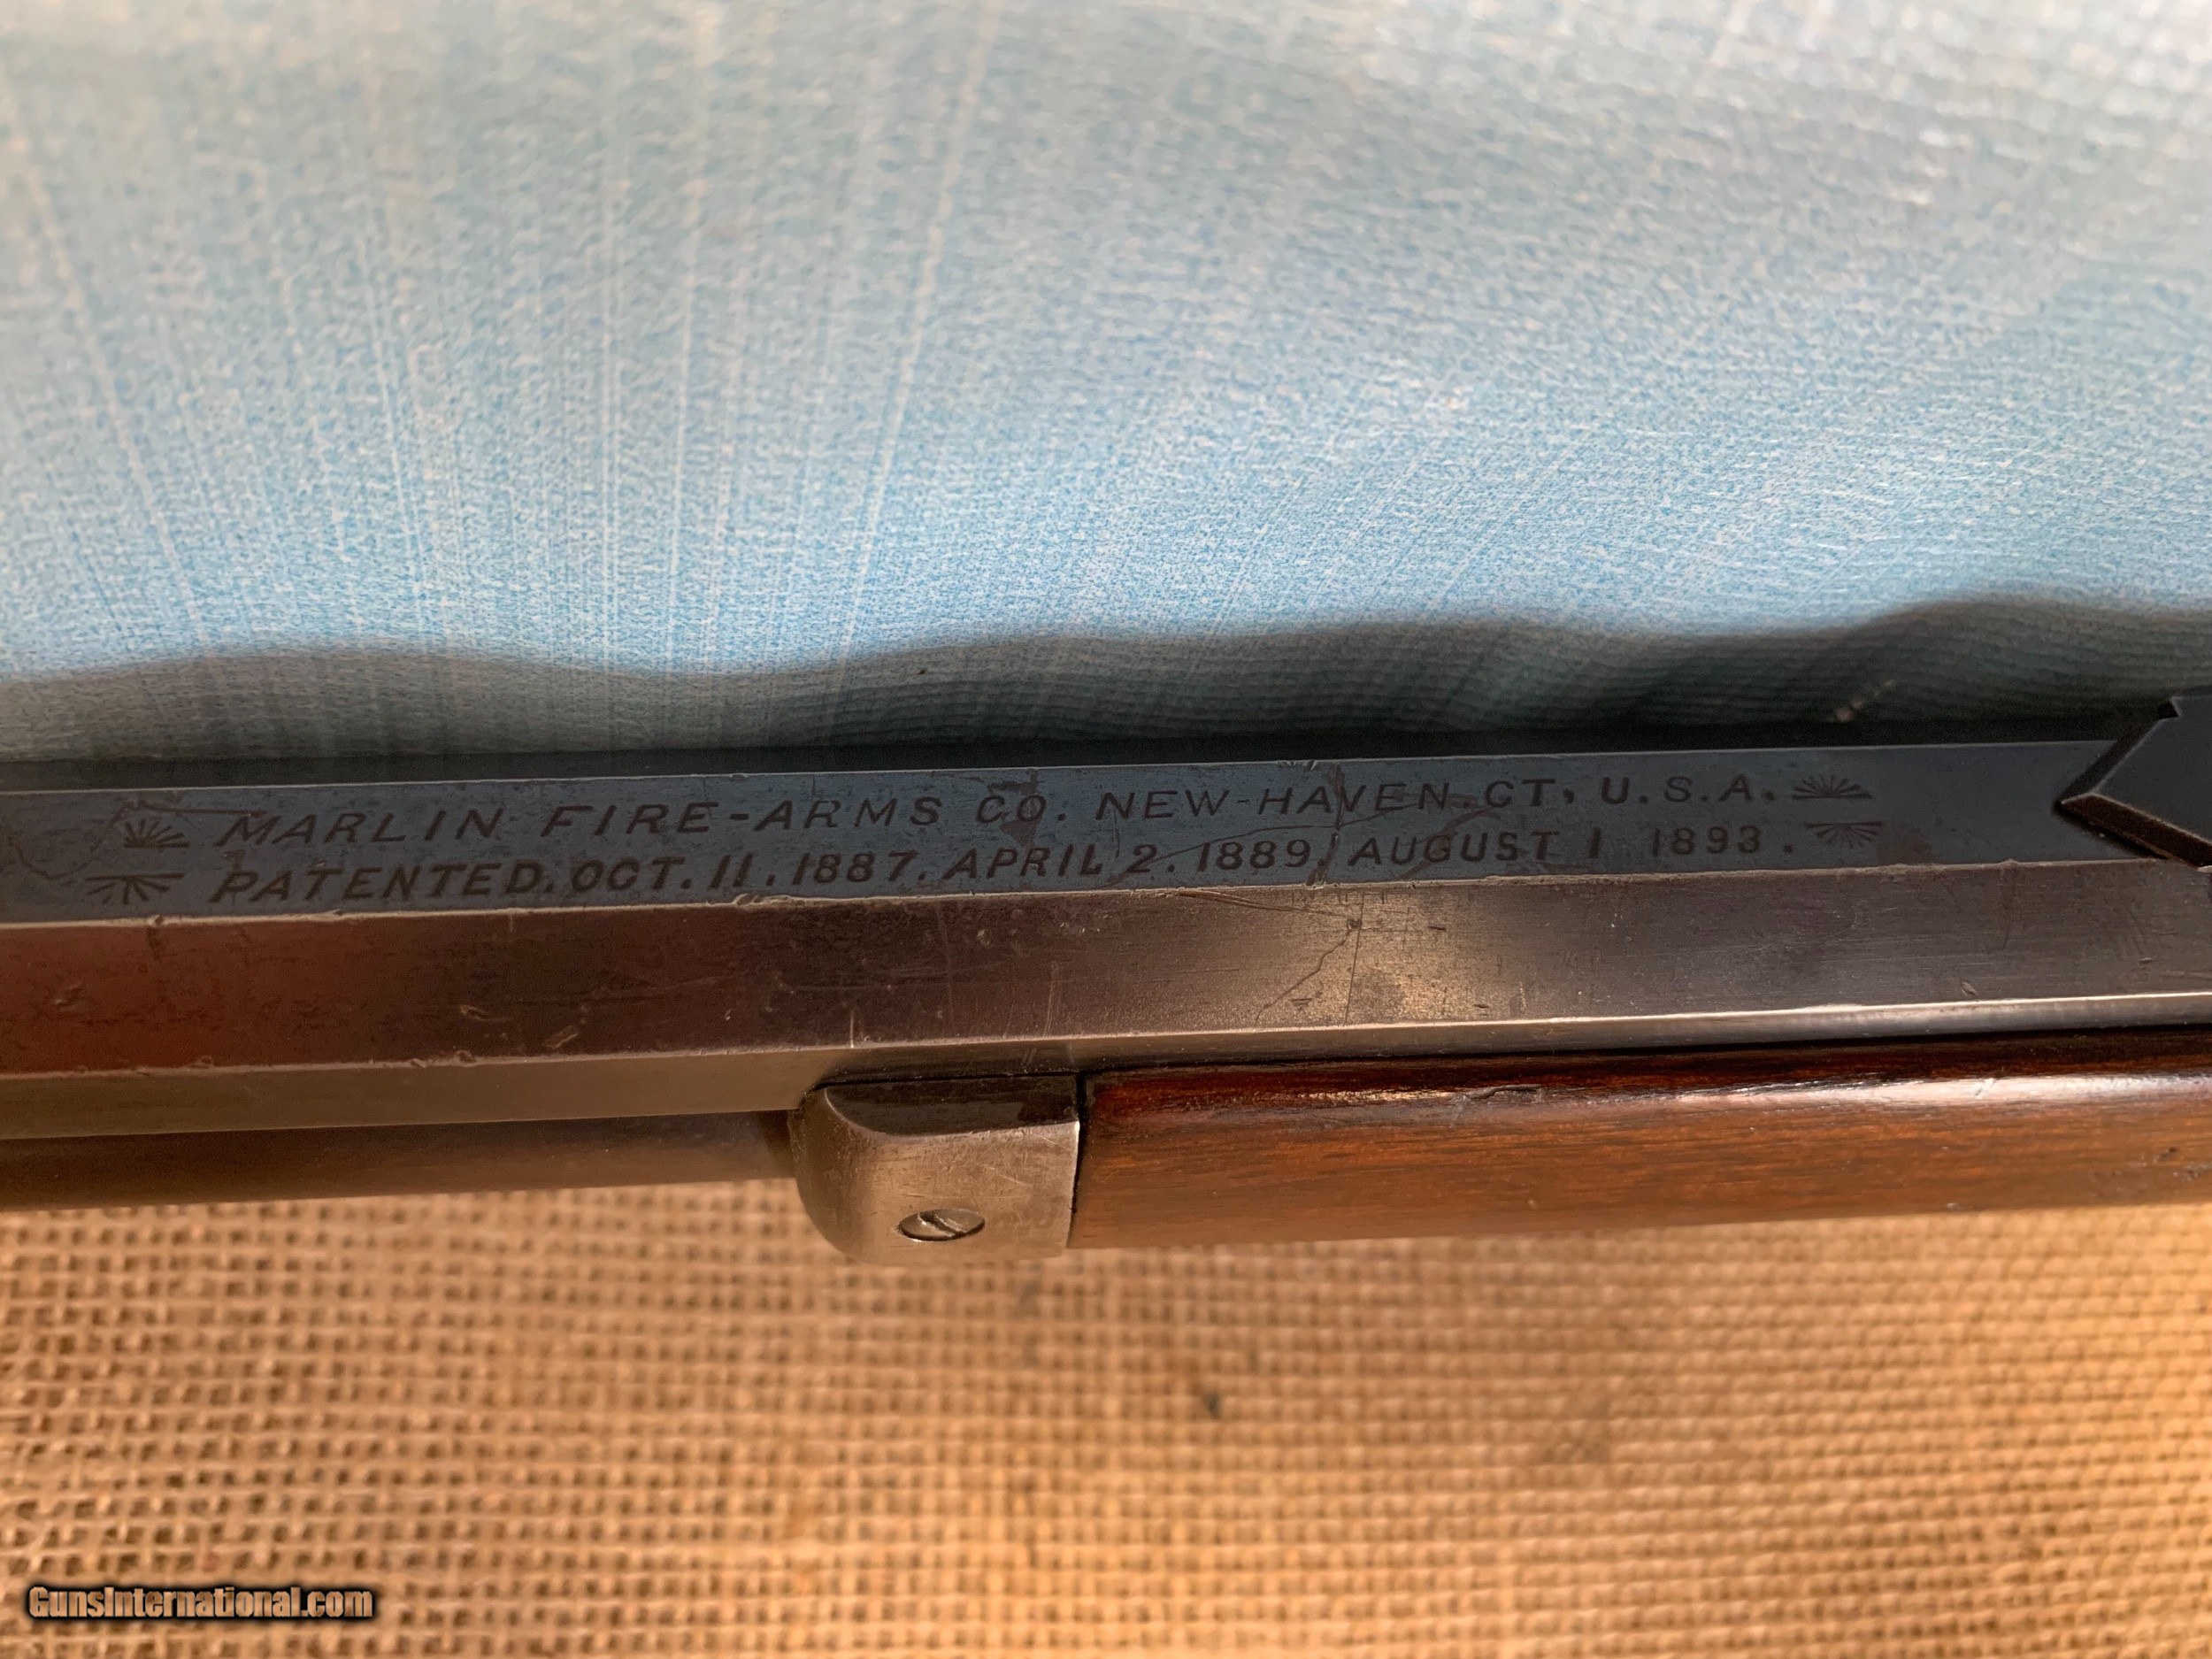 MARLIN FIRE-ARMS CO. NEW-HAVEN. CT, U.S.A.
PATENTED. OCT. 11. 1887. APRIL 2. 1889. AUGUST 1 1893.
GunsInternational.com